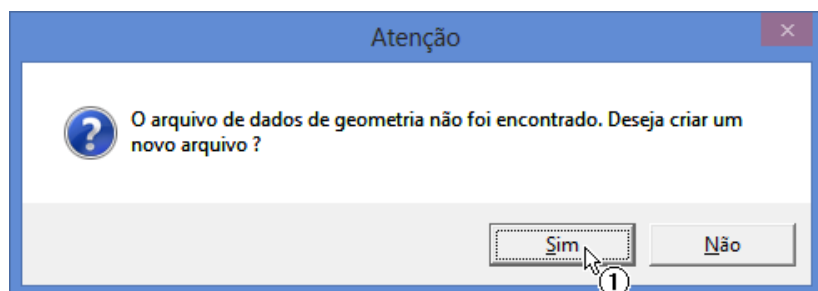 Atenção
O arquivo de dados de geometria não foi encontrado. Deseja criar um
novo arquivo ?
Sim
Não
1